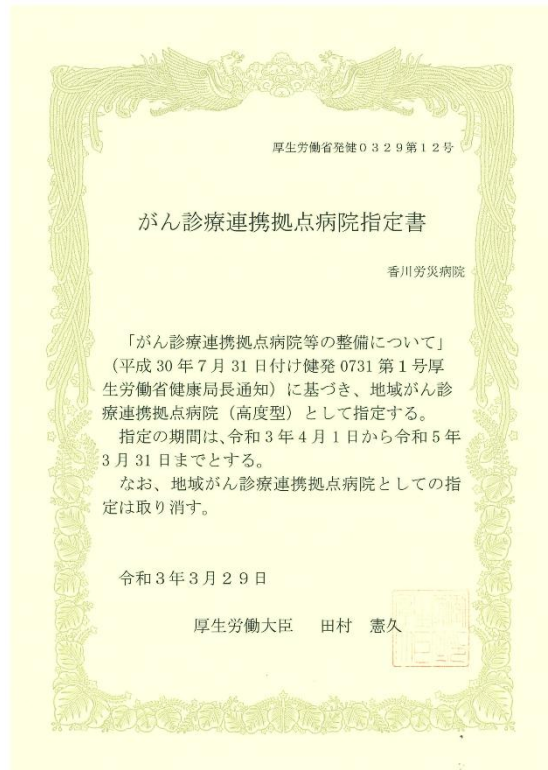 厚生労働省発健0329第12号
がん診療連携拠点病院指定書
香川労災病院
「がん診療連携拠点病院等の整備について」
（平成30年7月31日付け健発0731第1号厚
生労働省健康局長通知）に基づき、地域がん診
療連携拠点病院（高度型）として指定する。
指定の期間は、令和3年4月1日から令和5年
3月31日までとする。
なお、地域がん診療連携拠点病院としての指
定は取り消す。
令和3年3月29日
厚生労働大臣　田村　憲久